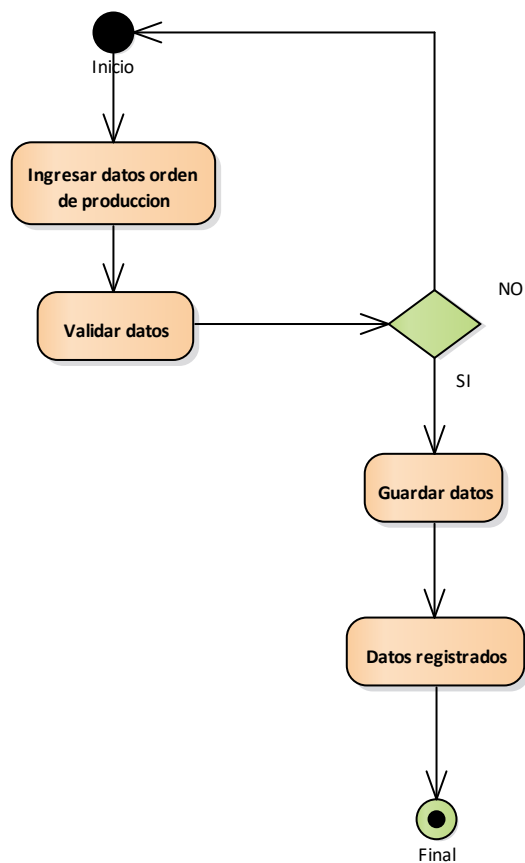 Inicio
Ingresar datos orden
de produccion
Validar datos
NO
SI
Guardar datos
Datos registrados
Final